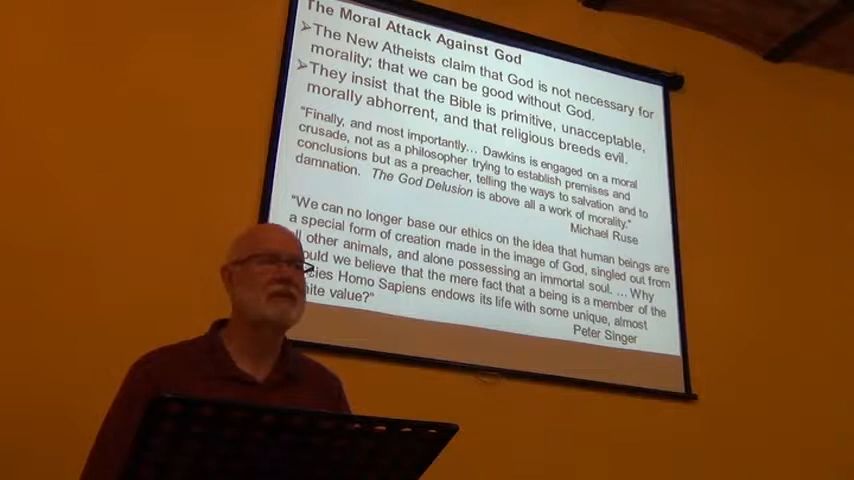 The Moral Attack Against God
➢The New Atheists claim that God is not necessary for
morality; that we can be good without God.
➢They insist that the Bible is primitive, unacceptable,
morally abhorrent, and that religious breeds evil.
"Finally, and most importantly… Dawkins is engaged on a moral
crusade, not as a philosopher trying to establish premises and
conclusions but as a preacher, telling the ways to salvation and to
damnation. The God Delusion is above all a work of morality."
Michael Ruse
"We can no longer base our ethics on the idea that human beings are
a special form of creation made in the image of God, singled out from
all other animals, and alone possessing an immortal soul. … Why
should we believe that the mere fact that a being is a member of the
Homo Sapiens endows its life with some unique, almost
value?"
Peter Singer